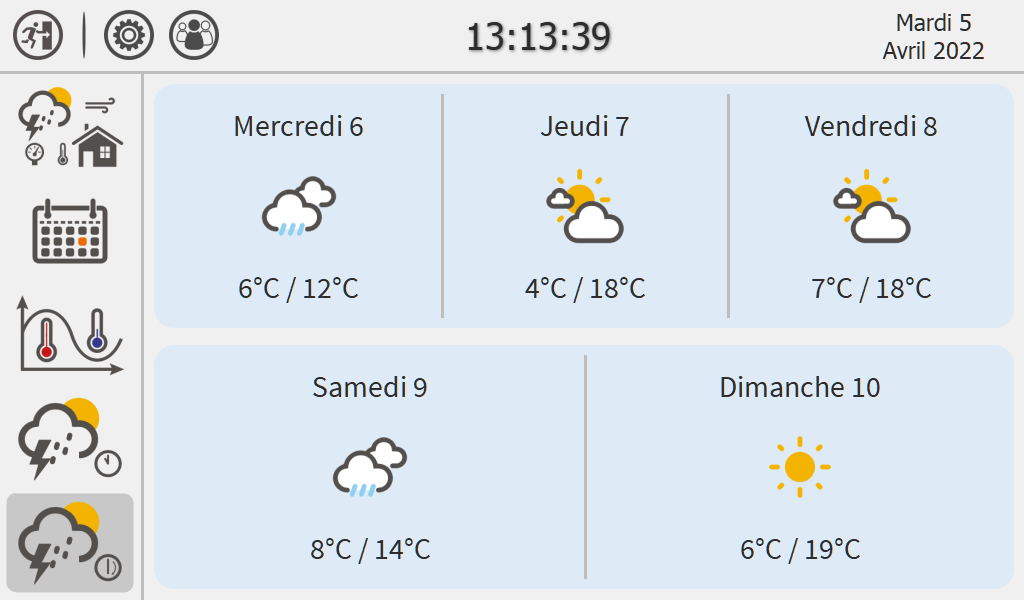 13:13:39
Mardi 5
Avril 2022
Mercredi 6
Jeudi 7
Vendredi 8
6°C / 12°C
4°C / 18°C
7°C / 18°C
Samedi 9
Dimanche 10
8°C / 14°C
6°C / 19°C